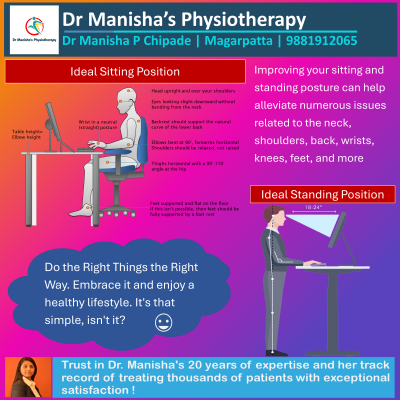 Dr Manisha's Physiotherapy
Dr Manisha's Physiotherapy
Dr Manisha P Chipade | Magarpatta | 9881912065
Ideal Sitting Position
Head upright and over your shoulders
Eyes looking slight downward without
bending from the neck
Backrest should support the natural
curve of the lower back
Wrist in a neutral
(straight) posture
Table height=
Elbow height
Elbows bent at 90°, forearms horizontal
Shoulders should be relaxed, not raised
Thighs horizontal with a 90°-110°
angle at the hip
Feet supported and flat on the floor
If this isn't possible, then feet should be
fully supported by a foot rest
Improving your sitting and
standing posture can help
alleviate numerous issues
related to the neck,
shoulders, back, wrists,
knees, feet, and more
Ideal Standing Position
18-24"
Do the Right Things the Right
Way. Embrace it and enjoy a
healthy lifestyle. It's that
simple, isn't it?
Trust in Dr. Manisha's 20 years of expertise and her track
record of treating thousands of patients with exceptional
satisfaction !